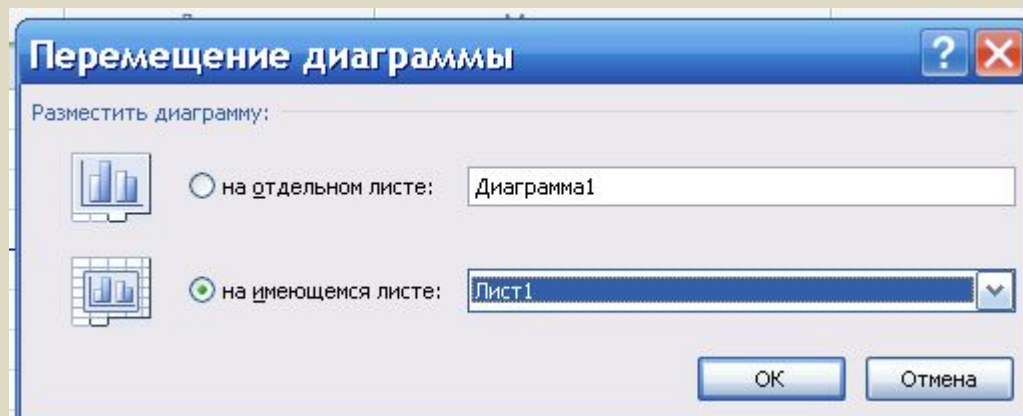 Перемещение диаграммы
Разместить диаграмму:
на отдельном листе: Диаграмма1
на имеющемся листе: Лист1
ОК Отмена